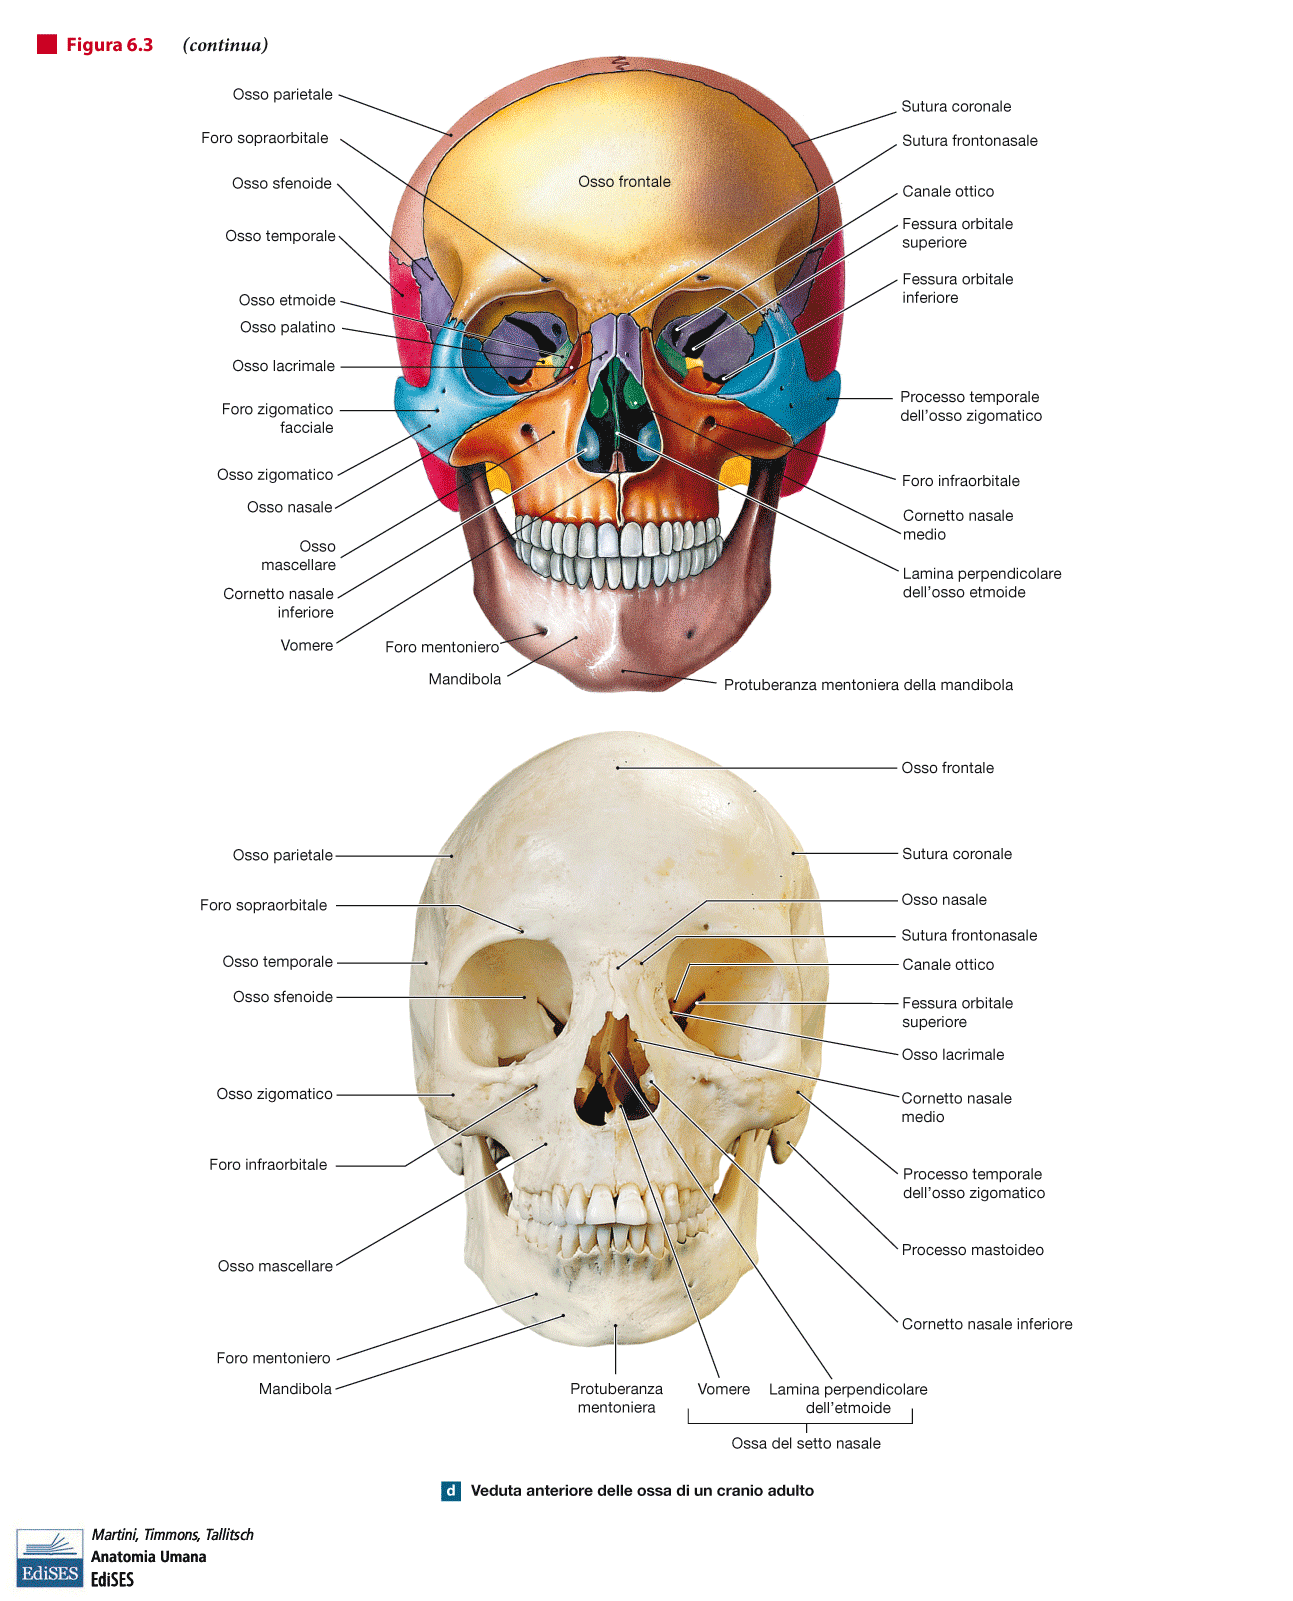 Figura 6.3 (continua)
Osso parietale
Foro sopraorbitale
Osso sfenoide
Osso temporale
Osso etmoide
Osso palatino
Osso lacrimale
Foro zigomatico
facciale
Osso zigomatico
Osso nasale
Osso
mascellare
Cornetto nasale
inferiore
Vomere
Foro mentoniero
Mandibola
Osso frontale
Sutura coronale
Sutura frontonasale
Canale ottico
Fessura orbitale
superiore
Fessura orbitale
inferiore
Processo temporale
dell'osso zigomatico
Foro infraorbitale
Cornetto nasale
medio
Lamina perpendicolare
dell'osso etmoide
Protuberanza mentoniera della mandibola
Osso parietale
Foro sopraorbitale
Osso temporale
Osso sfenoide
Osso zigomatico
Foro infraorbitale
Osso mascellare
Foro mentoniero
Mandibola
Osso frontale
Sutura coronale
Osso nasale
Sutura frontonasale
Canale ottico
Fessura orbitale
superiore
Osso lacrimale
Cornetto nasale
medio
Processo temporale
dell'osso zigomatico
Processo mastoideo
Cornetto nasale inferiore
Protuberanza
mentoniera
Vomere
Lamina perpendicolare
dell'etmoide
Ossa del setto nasale
d Veduta anteriore delle ossa di un cranio adulto
EdiSES
Martini, Timmons, Tallitsch
Anatomia Umana
EdiSES